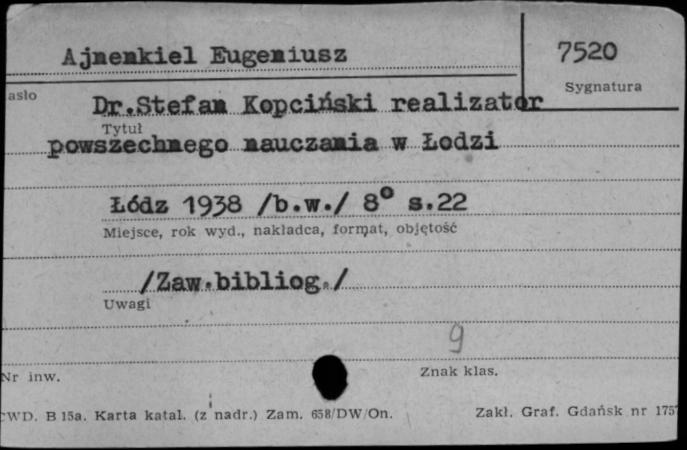 Ajnenkiel Eugeniusz
7520
Sygnatura
asło
Dr.Stefan Kopciński realizator
Tytuł
powszechnego nauczania w Łodzi
Łódz 1938 /b.w./ 8° s.22
Miejsce, rok wyd., nakładca, format, objętość
/Zaw.bibliog./
Uwagi
9
Nr inw.
Znak klas.
CWD. B 15a. Karta katal. (z nadr.) Zam. 658/DW/On.
Zakł. Graf. Gdańsk nr 1757